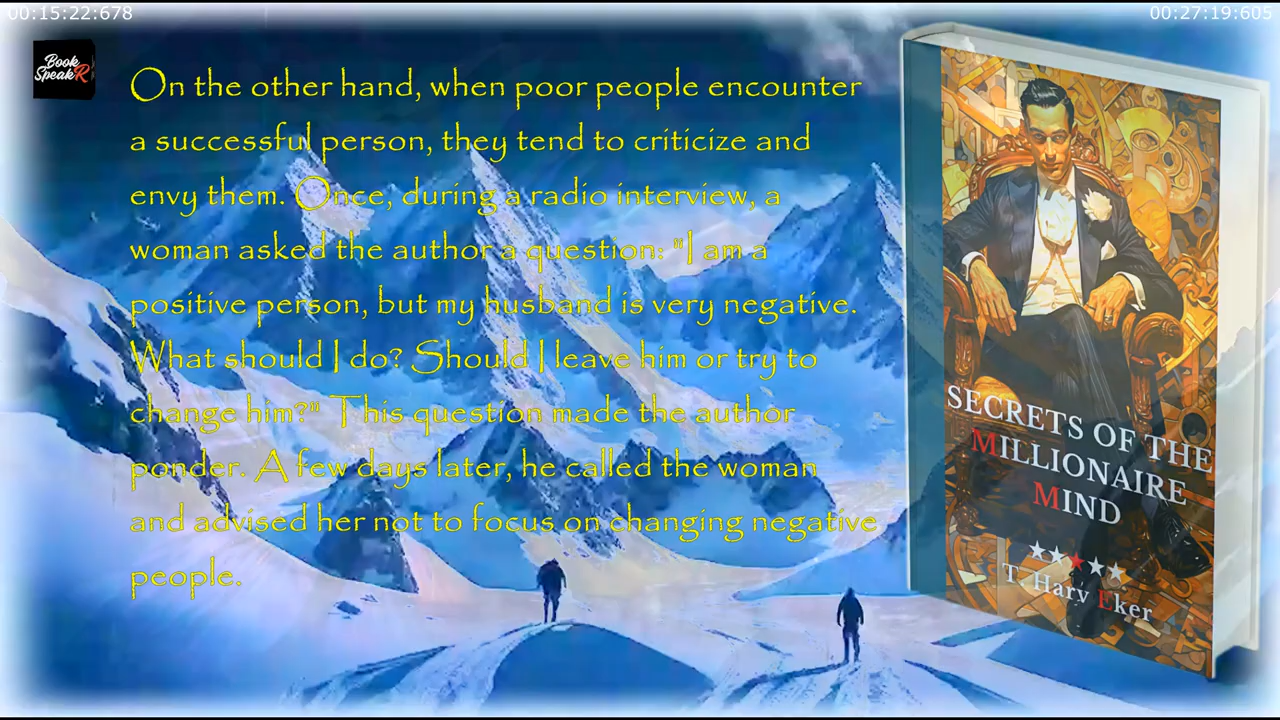 00:15:22:678
00:27:19:605
Book
SpeakR
On the other hand, when poor people encounter
a successful person, they tend to criticize and
envy them. Once, during a radio interview, a
woman asked the author a question: "I am a
positive person, but my husband is very negative.
What should I do? Should I leave him or try to
change him?" This question made the author
ponder. A few days later, he called the woman
and advised her not to focus on changing negative
people.
SECRETS OF THE
MILLIONAIRE
MIND
T. Harv Eker